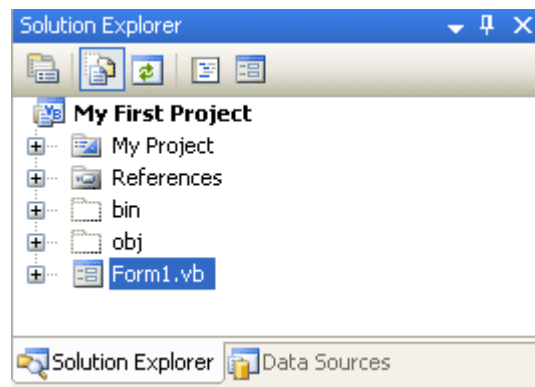 Solution Explorer
My First Project
My Project
References
bin
obj
Form1.vb
Solution Explorer Data Sources